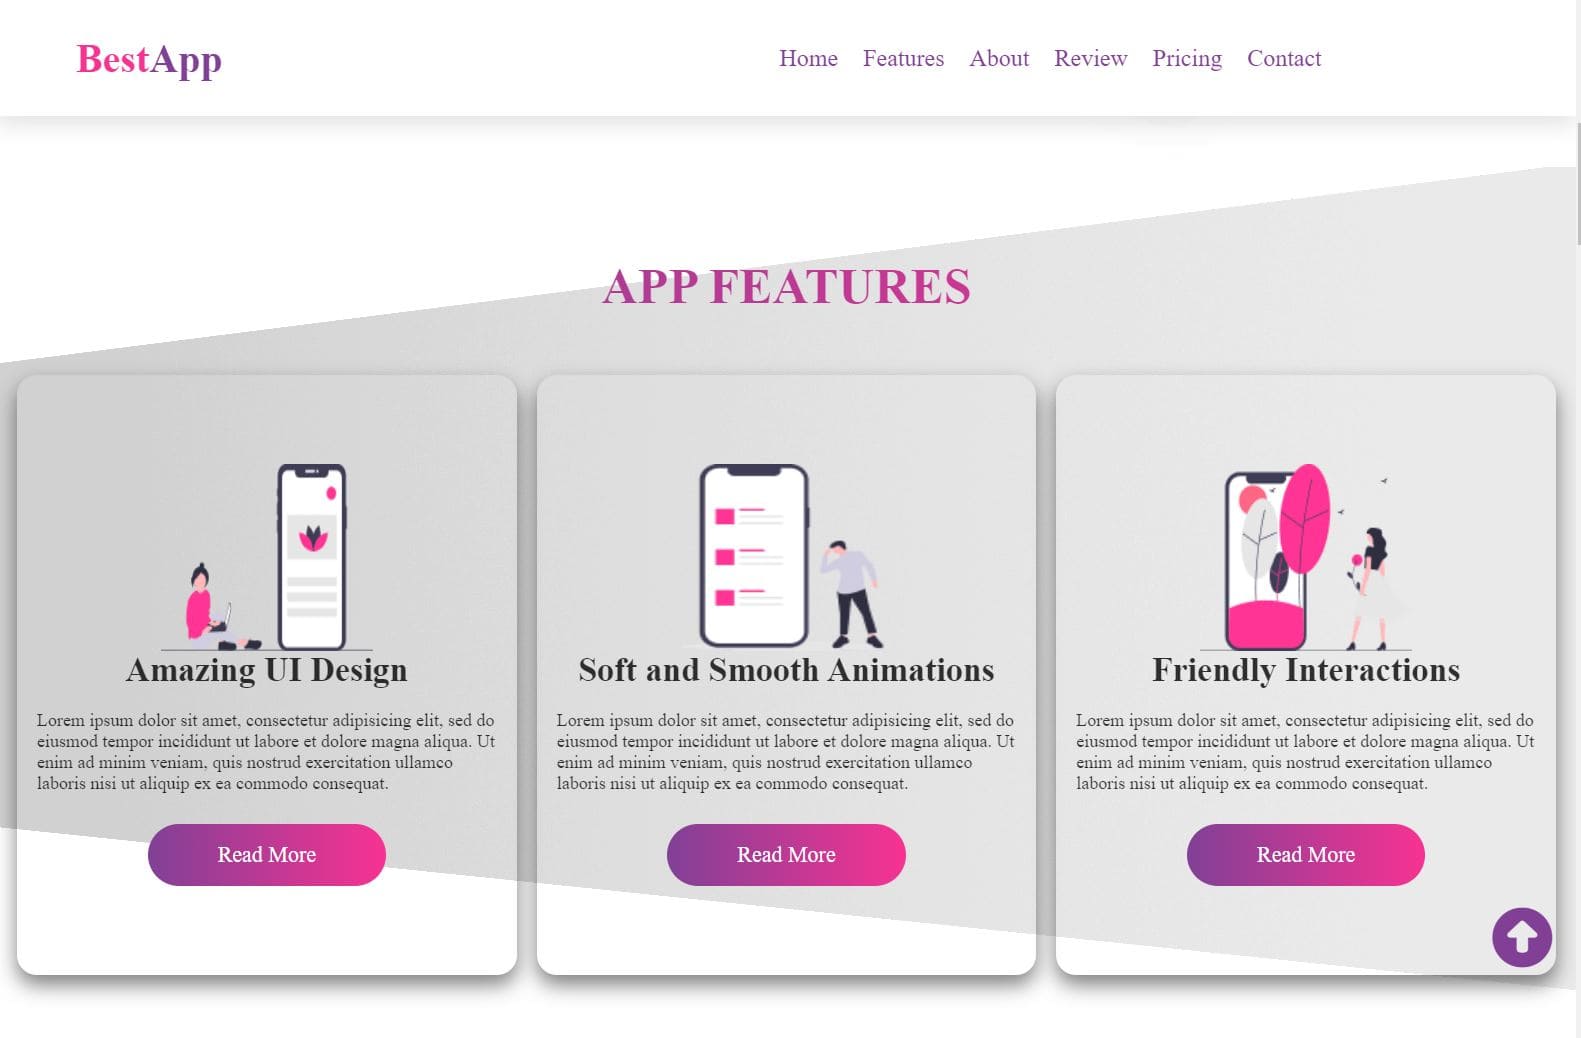 BestApp
Home Features About Review Pricing Contact
APP FEATURES
Amazing UI Design
Lorem ipsum dolor sit amet, consectetur adipisicing elit, sed do
eiusmod tempor incididunt ut labore et dolore magna aliqua. Ut
enim ad minim veniam, quis nostrud exercitation ullamco
laboris nisi ut aliquip ex ea commodo consequat.
Read More
Soft and Smooth Animations
Lorem ipsum dolor sit amet, consectetur adipisicing elit, sed do
eiusmod tempor incididunt ut labore et dolore magna aliqua. Ut
enim ad minim veniam, quis nostrud exercitation ullamco
laboris nisi ut aliquip ex ea commodo consequat.
Read More
Friendly Interactions
Lorem ipsum dolor sit amet, consectetur adipisicing elit, sed do
eiusmod tempor incididunt ut labore et dolore magna aliqua. Ut
enim ad minim veniam, quis nostrud exercitation ullamco
laboris nisi ut aliquip ex ea commodo consequat.
Read More